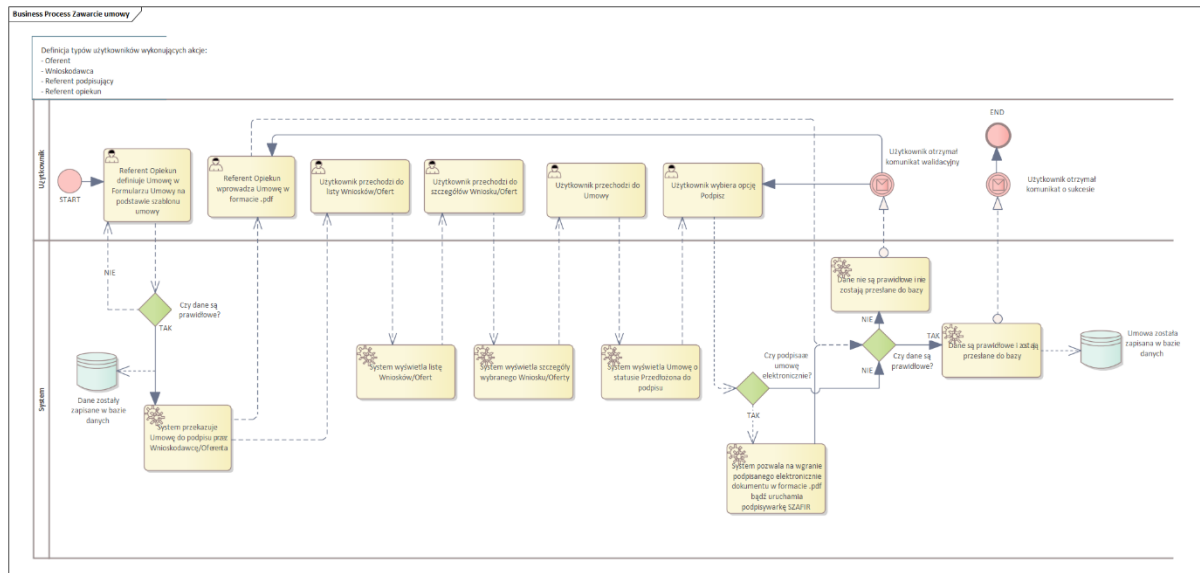 Business Process Zawarcie umowy
Definicja typów użytkowników wykonujących akcje:
- Oferent
- Wnioskodawca
- Referent podpisujący
- Referent opiekun
Użytkownik
START
Referent Opiekun
definiuje Umowę w
Formularzu Umowy na
podstawie szablonu
umowy
Referent Opiekun
wprowadza Umowę w
formacie .pdf
Użytkownik przechodzi do
listy Wniosków/Ofert
Użytkownik przechodzi do
szczegółów Wniosku/Ofert
Użytkownik przechodzi do
Umowy
Użytkownik wybiera opcję
Podpisz
Użytkownik otrzymał
komunikat walidacyjny
END
Użytkownik otrzymał
komunikat o sukcesie
System
NIE
Czy dane są
prawidłowe?
TAK
Dane zostały
zapisane w bazie
danych
System przekazuje
Umowę do podpisu przez
Wnioskodawcę/Oferenta
System wyświetla listę
Wniosków/Ofert
System wyświetla szczegóły
wybranego Wniosku/Oferty
System wyświetla Umowę o
statusie Przedłożona do
podpisu
Czy podpisaæ
umowę
elektronicznie?
TAK
System pozwala na wgranie
podpisanego elektronicznie
dokumentu w formacie .pdf
bądź uruchamia
podpisywarkę SZAFIR
Dane nie są prawidłowe i nie
zostają przesłane do bazy
NIE
NIE
Czy dane są
prawidłowe?
TAK
Dane są prawidłowe i zostają
przesłane do bazy
Umowa została
zapisana w bazie
danych